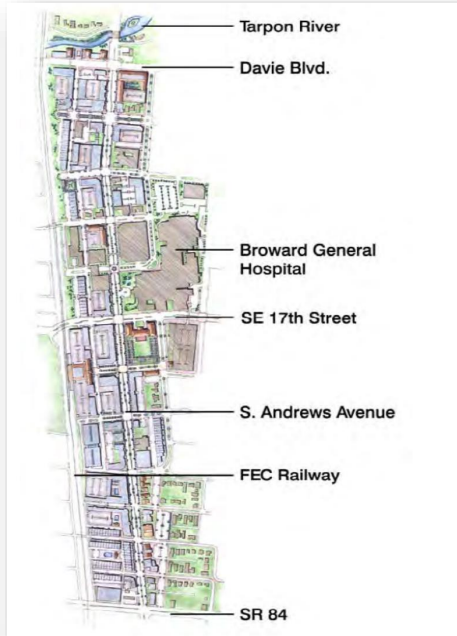 Tarpon River
Davie Blvd.
Broward General
Hospital
SE 17th Street
S. Andrews Avenue
FEC Railway
SR 84